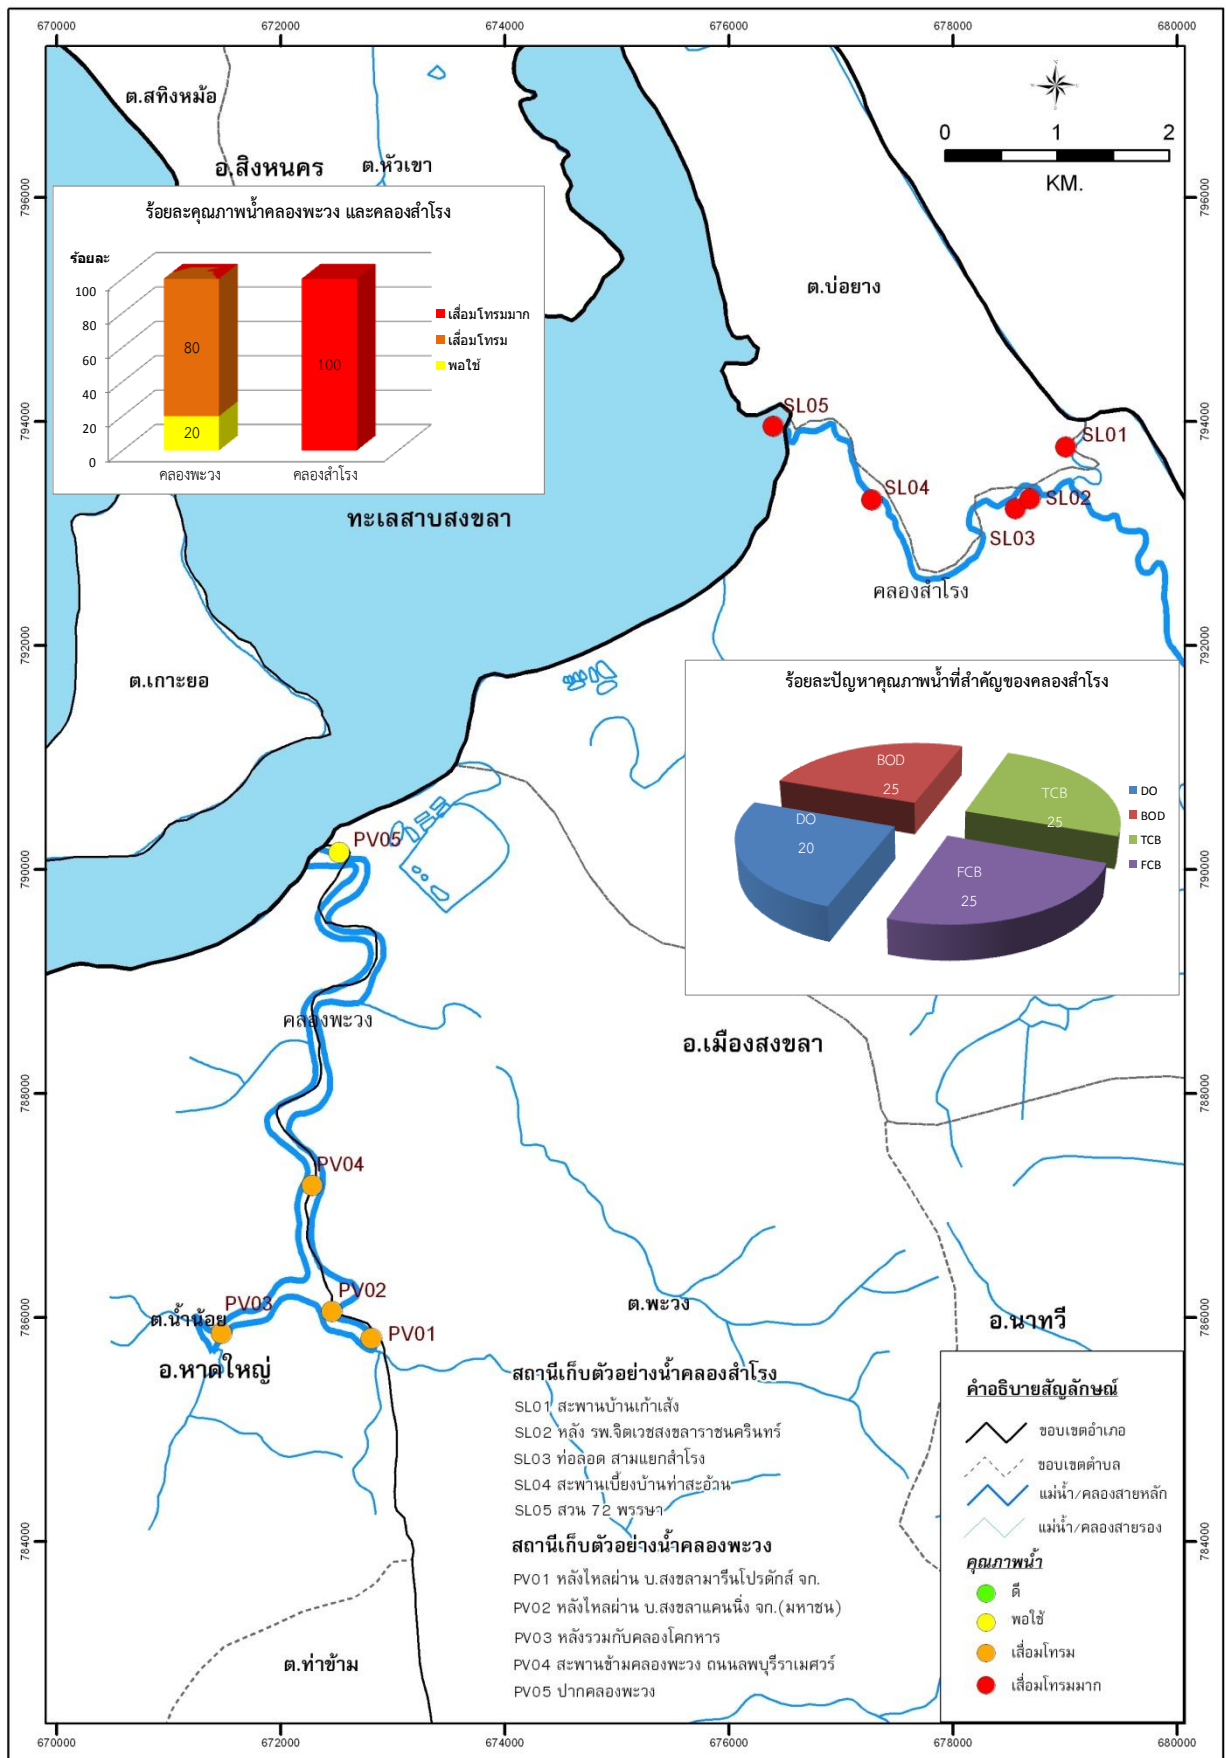 670000 672000 674000 676000 678000 680000
ต.สทิงหม้อ
อ.สิงหนคร
ต.หัวเขา
0 1 2
KM.
796000
796000
ร้อยละคุณภาพน้ำคลองพะวง และคลองสำโรง
ร้อยละ
100
80
60
40
20
0
80
20
100
คลองพะวง
คลองสำโรง
เสื่อมโทรมมาก
เสื่อมโทรม
พอใช้
ต.บ่อยาง
794000
794000
SL05
SL01
SL04
SL02
SL03
ทะเลสาบสงขลา
คลองสำโรง
792000
792000
ต.เกาะยอ
ร้อยละปัญหาคุณภาพน้ำที่สำคัญของคลองสำโรง
BOD
25
TCB
25
DO
20
FCB
25
DO
BOD
TCB
FCB
790000
790000
PV05
คลองพะวง
อ.เมืองสงขลา
788000
788000
PV04
PV02
PV03
PV01
ต.น้ำน้อย
อ.หาดใหญ่
ต.พะวง
อ.นาทวี
786000
786000
สถานีเก็บตัวอย่างน้ำคลองสำโรง
SL01 สะพานบ้านเก้าเส้ง
SL02 หลัง รพ.จิตเวชสงขลาราชนครินทร์
SL03 ท่อลอด สามแยกสำโรง
SL04 สะพานเบี้ยงบ้านท่าสะอ้าน
SL05 สวน 72 พรรษา
สถานีเก็บตัวอย่างน้ำคลองพะวง
PV01 หลังไหลผ่าน บ.สงขลามารีนโปรดักส์ จก.
PV02 หลังไหลผ่าน บ.สงขลาแคนนิ่ง จก.(มหาชน)
PV03 หลังรวมกับคลองโคกหาร
PV04 สะพานข้ามคลองพะวง ถนนลพบุรีราเมศวร์
PV05 ปากคลองพะวง
784000
784000
ต.ท่าข้าม
คำอธิบายสัญลักษณ์
ขอบเขตอำเภอ
ขอบเขตตำบล
แม่น้ำ/คลองสายหลัก
แม่น้ำ/คลองสายรอง
คุณภาพน้ำ
ดี
พอใช้
เสื่อมโทรม
เสื่อมโทรมมาก
670000 672000 674000 676000 678000 680000